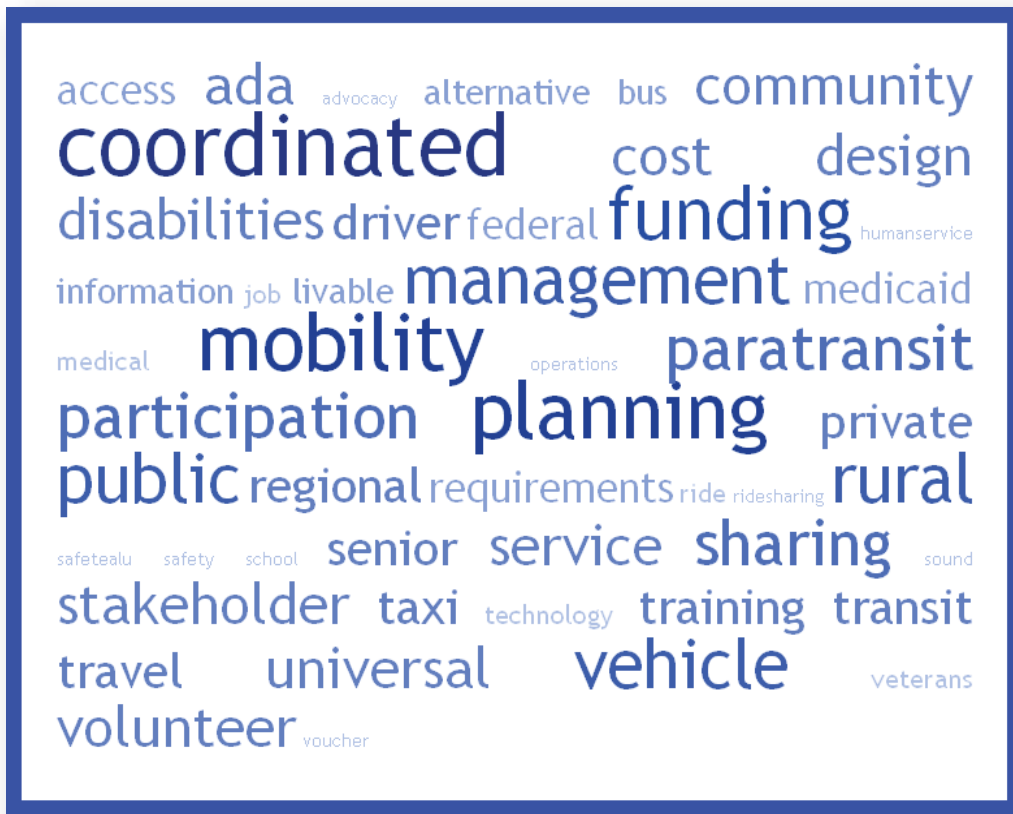 access ada advocacy alternative bus community
coordinated cost design
disabilities driver federal funding humanservice
information job livable management medicaid
medical mobility operations paratransit
participation planning private
public regional requirements ride ridesharing rural
safetealu safety school senior service sharing sound
stakeholder taxi technology training transit
travel universal vehicle veterans
volunteer voucher